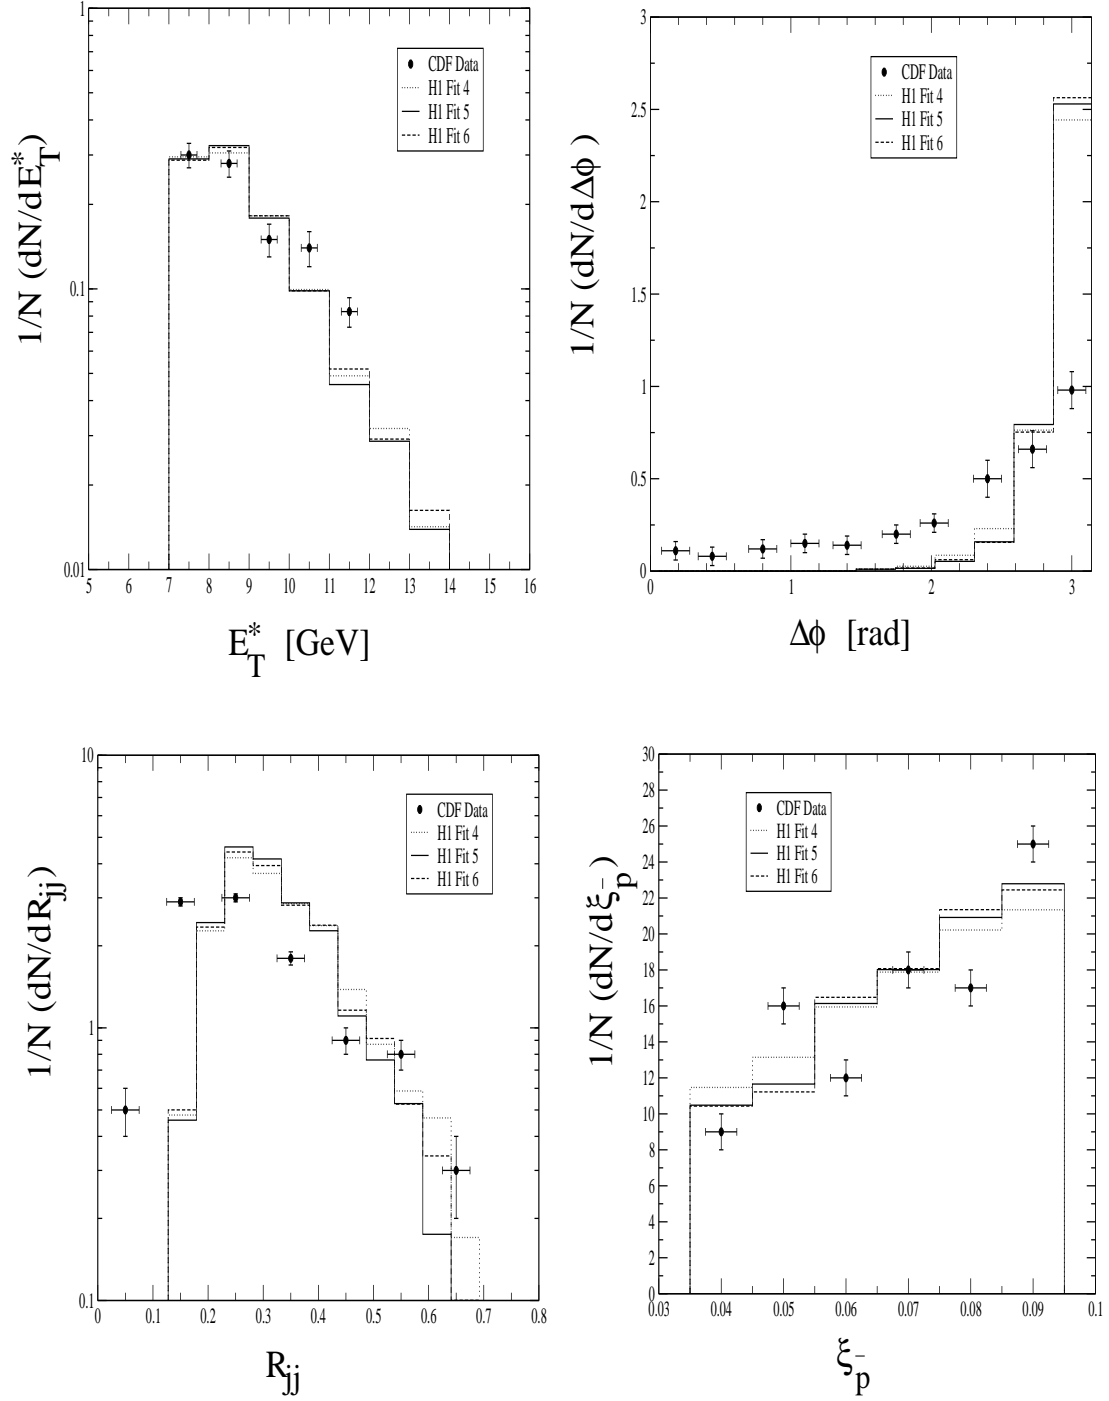 1
0.1
0.01
1/N (dN/dE*T)
CDF Data
H1 Fit 4
H1 Fit 5
H1 Fit 6
5 6 7 8 9 10 11 12 13 14 15 16
E*T [GeV]
3
2.5
2
1.5
1
0.5
0
1/N (dN/dΔϕ)
CDF Data
H1 Fit 4
H1 Fit 5
H1 Fit 6
0 1 2 3
Δϕ [rad]
10
1
0.1
1/N (dN/dRjj)
CDF Data
H1 Fit 4
H1 Fit 5
H1 Fit 6
0 0.1 0.2 0.3 0.4 0.5 0.6 0.7 0.8
Rjj
30
28
26
24
22
20
18
16
14
12
10
8
6
4
2
0
1/N (dN/dξp̄)
CDF Data
H1 Fit 4
H1 Fit 5
H1 Fit 6
0.03 0.04 0.05 0.06 0.07 0.08 0.09 0.1
ξp̄